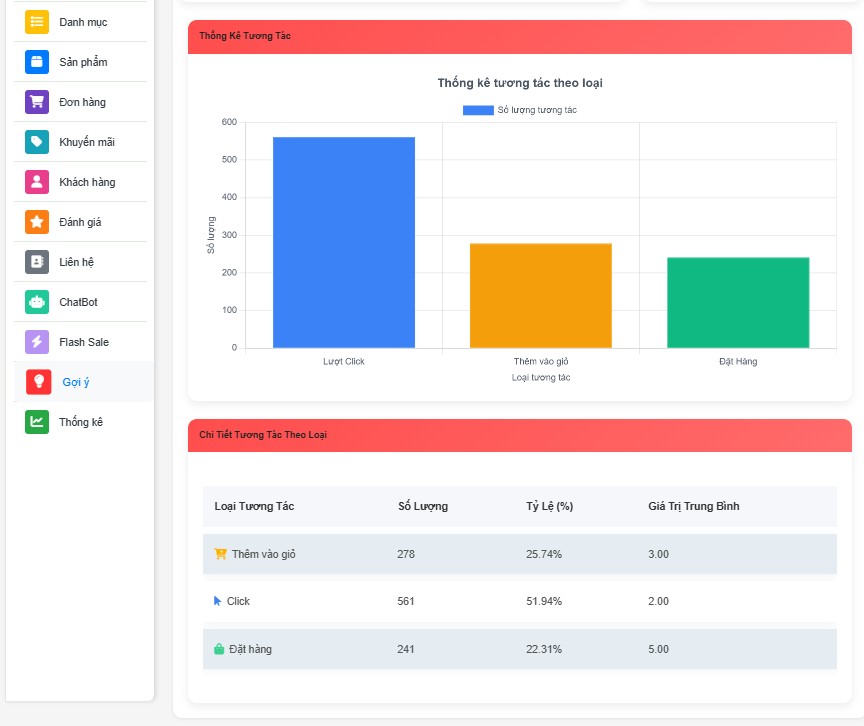 Danh mục
Sản phẩm
Đơn hàng
Khuyến mãi
Khách hàng
Đánh giá
Liên hệ
ChatBot
Flash Sale
Gợi ý
Thống kê
Thống Kê Tương Tác
Thống kê tương tác theo loại
Số lượng tương tác
600
500
400
300
200
100
0
Số lượng
Lượt Click Thêm vào giỏ Đặt Hàng
Loại tương tác
Chi Tiết Tương Tác Theo Loại
Loại Tương Tác Số Lượng Tỷ Lệ (%) Giá Trị Trung Bình
Thêm vào giỏ 278 25.74% 3.00
Click 561 51.94% 2.00
Đặt hàng 241 22.31% 5.00